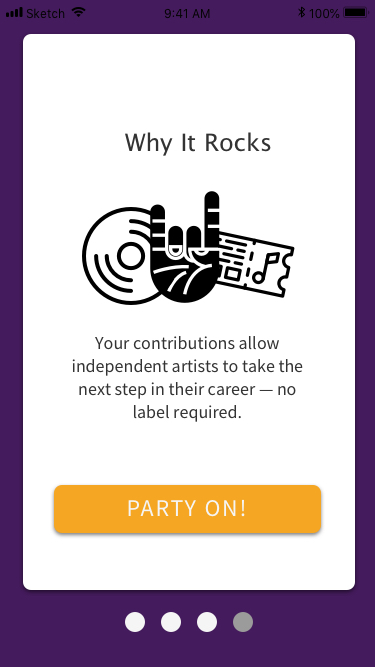 Sketch 9:41 AM 100%
Why It Rocks
Your contributions allow
independent artists to take the
next step in their career — no
label required.
PARTY ON!